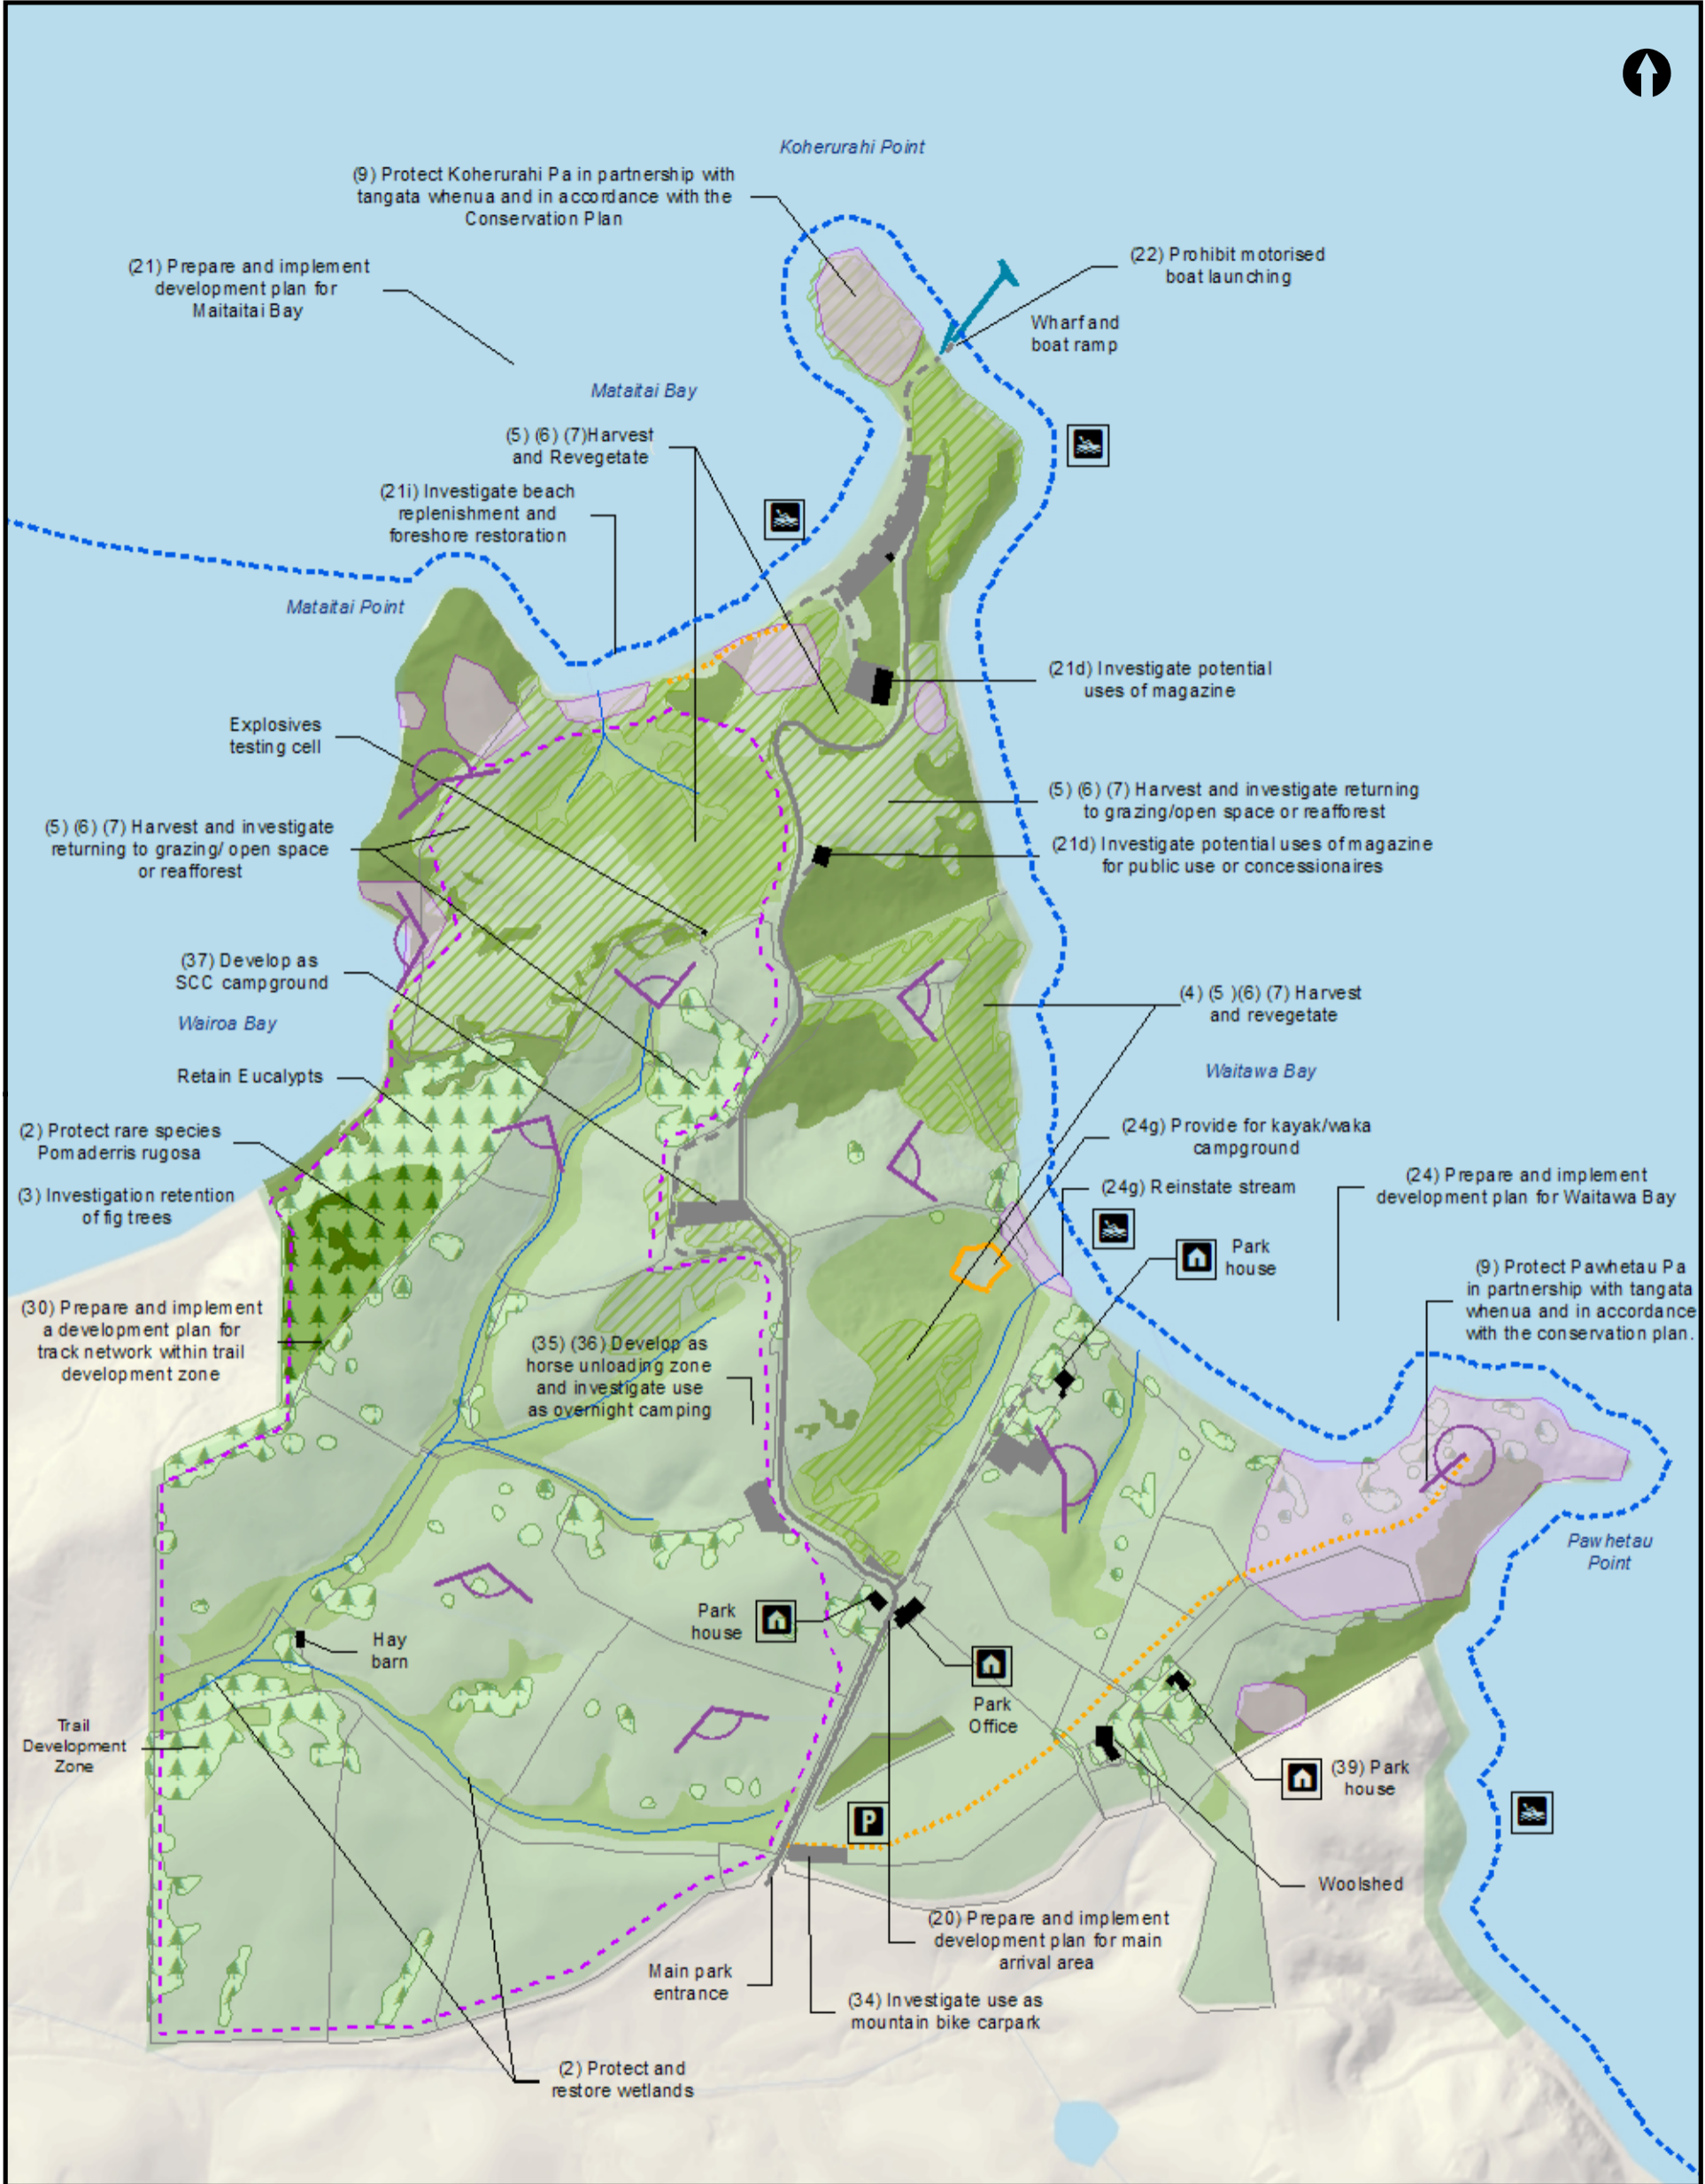 Koherurahi Point
(9) Protect Koherurahi Pa in partnership with
tangata whenua and in accordance with the
Conservation Plan
(22) Prohibit motorised
boat launching
(21) Prepare and implement
development plan for
Maitaitai Bay
Wharf and
boat ramp
Mataitai Bay
(5) (6) (7)Harvest
and Revegetate
(21i) Investigate beach
replenishment and
foreshore restoration
Mataitai Point
(21d) Investigate potential
uses of magazine
Explosives
testing cell
(5) (6) (7) Harvest and investigate returning
to grazing/open space or reafforest
(5) (6) (7) Harvest and investigate
returning to grazing/ open space
or reafforest
(21d) Investigate potential uses of magazine
for public use or concessionaires
(37) Develop as
SCC campground
(4) (5 )(6) (7) Harvest
and revegetate
Wairoa Bay
Waitawa Bay
Retain Eucalypts
(2) Protect rare species
Pomaderris rugosa
(24g) Provide for kayak/waka
campground
(3) Investigation retention
of fig trees
(24g) Reinstate stream
(24) Prepare and implement
development plan for Waitawa Bay
Park
house
(9) Protect Pawhetau Pa
in partnership with tangata
whenua and in accordance
with the conservation plan.
(30) Prepare and implement
a development plan for
track network within trail
development zone
(35) (36) Develop as
horse unloading zone
and investigate use
as overnight camping
Pawhetau
Point
Park
house
Hay
barn
Park
Office
Trail
Development
Zone
(39) Park
house
P
Woolshed
(20) Prepare and implement
development plan for main
arrival area
Main park
entrance
(34) Investigate use as
mountain bike carpark
(2) Protect and
restore wetlands